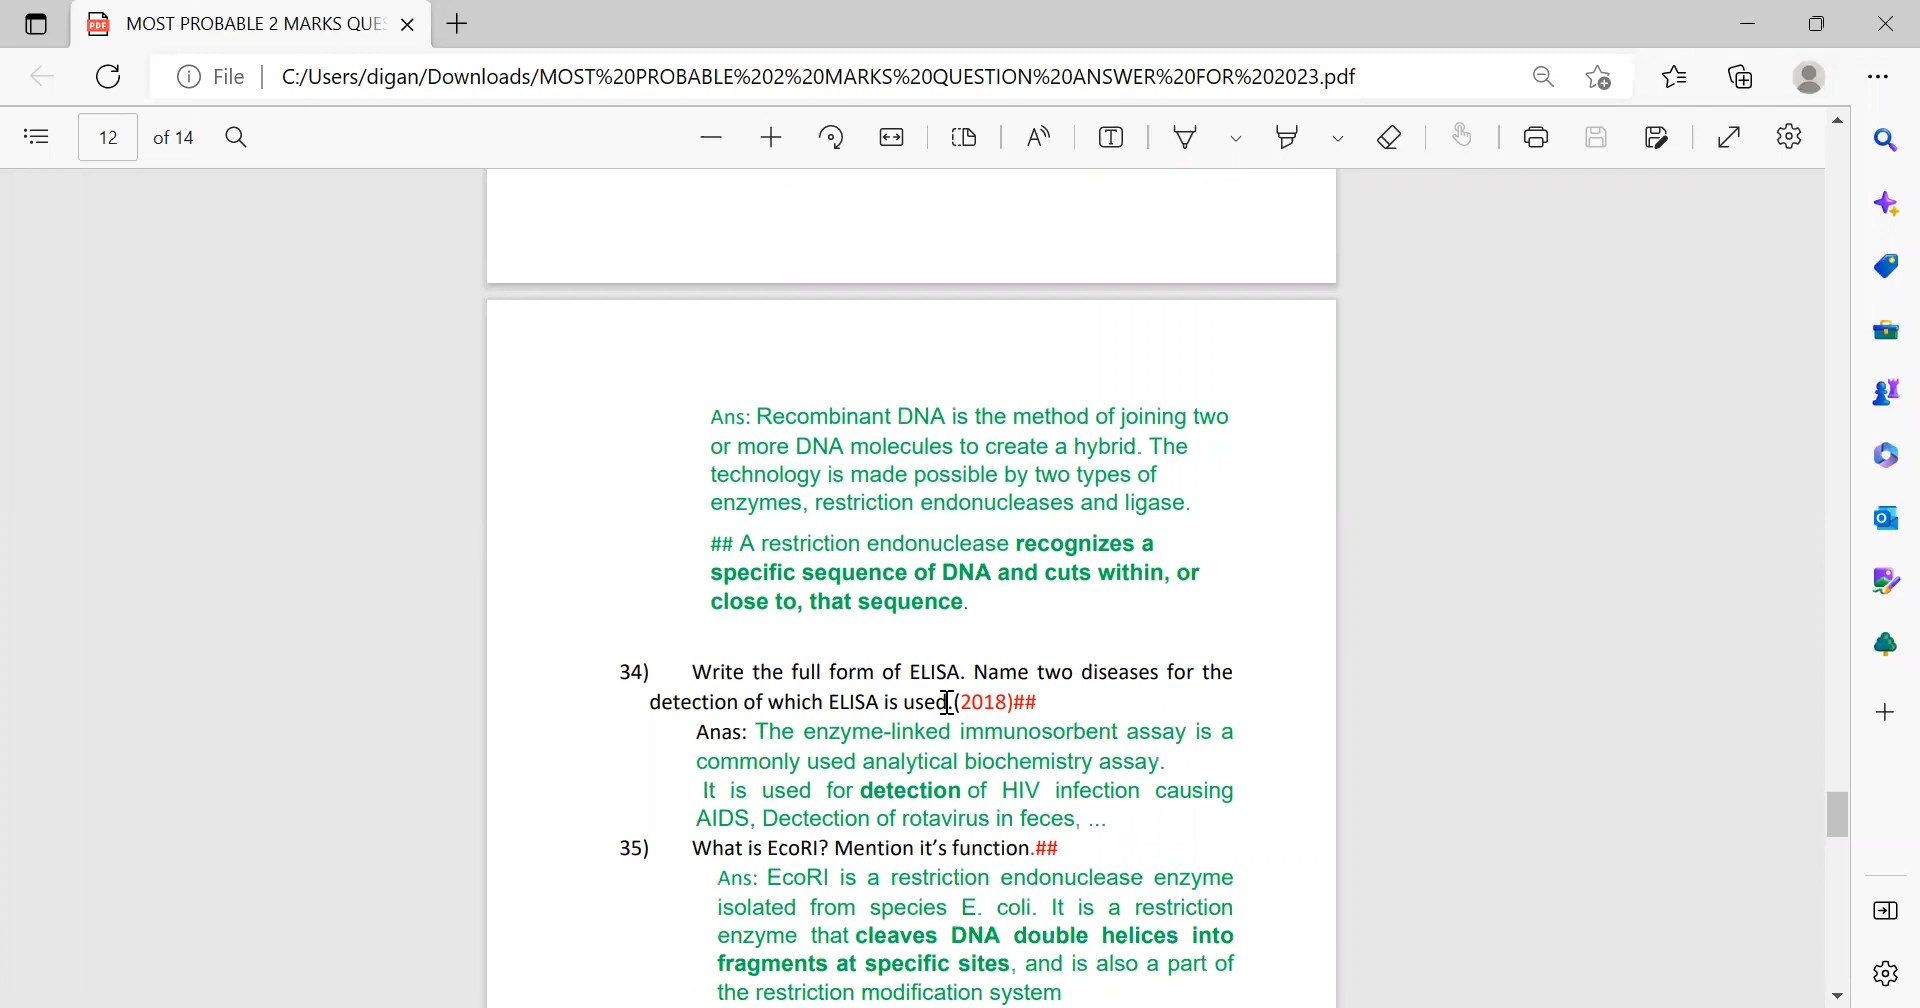 MOST PROBABLE 2 MARKS QUES
File
C:/Users/digan/Downloads/MOST%20PROBABLE%202%20MARKS%20QUESTION%20ANSWER%20FOR%202023.pdf
12 of 14
Ans: Recombinant DNA is the method of joining two
or more DNA molecules to create a hybrid. The
technology is made possible by two types of
enzymes, restriction endonucleases and ligase.
## A restriction endonuclease recognizes a
specific sequence of DNA and cuts within, or
close to, that sequence.
34) Write the full form of ELISA. Name two diseases for the
detection of which ELISA is used.(2018)##
Anas: The enzyme-linked immunosorbent assay is a
commonly used analytical biochemistry assay.
It is used for detection of HIV infection causing
AIDS, Dectection of rotavirus in feces, ...
35) What is EcoRI? Mention it's function.##
Ans: EcoRI is a restriction endonuclease enzyme
isolated from species E. coli. It is a restriction
enzyme that cleaves DNA double helices into
fragments at specific sites, and is also a part of
the restriction modification system